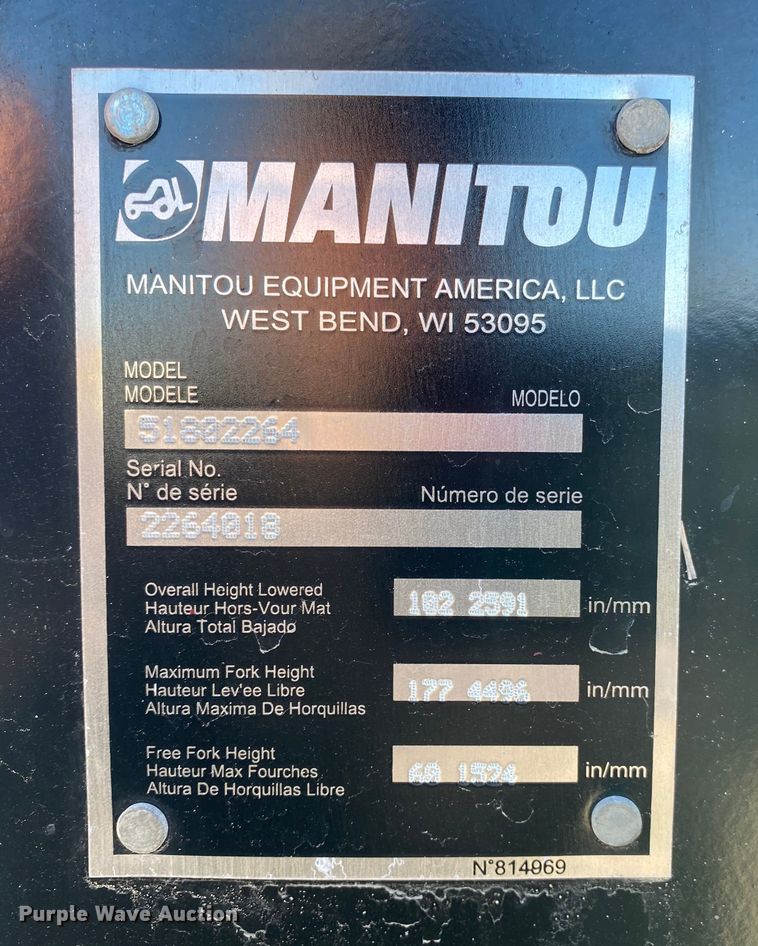 MANITOU
MANITOU EQUIPMENT AMERICA, LLC
WEST BEND, WI 53095
MODEL
MODELE MODELO
51802264
Serial No.
N° de série Número de serie
2264018
Overall Height Lowered
Hauteur Hors-Vour Mat
Altura Total Bajado
102 2591 in/mm
Maximum Fork Height
Hauteur Lev'ee Libre
Altura Maxima De Horquillas
177 4496 in/mm
Free Fork Height
Hauteur Max Fourches
Altura De Horquillas Libre
60 1524 in/mm
N°814969
Purple Wave Auction